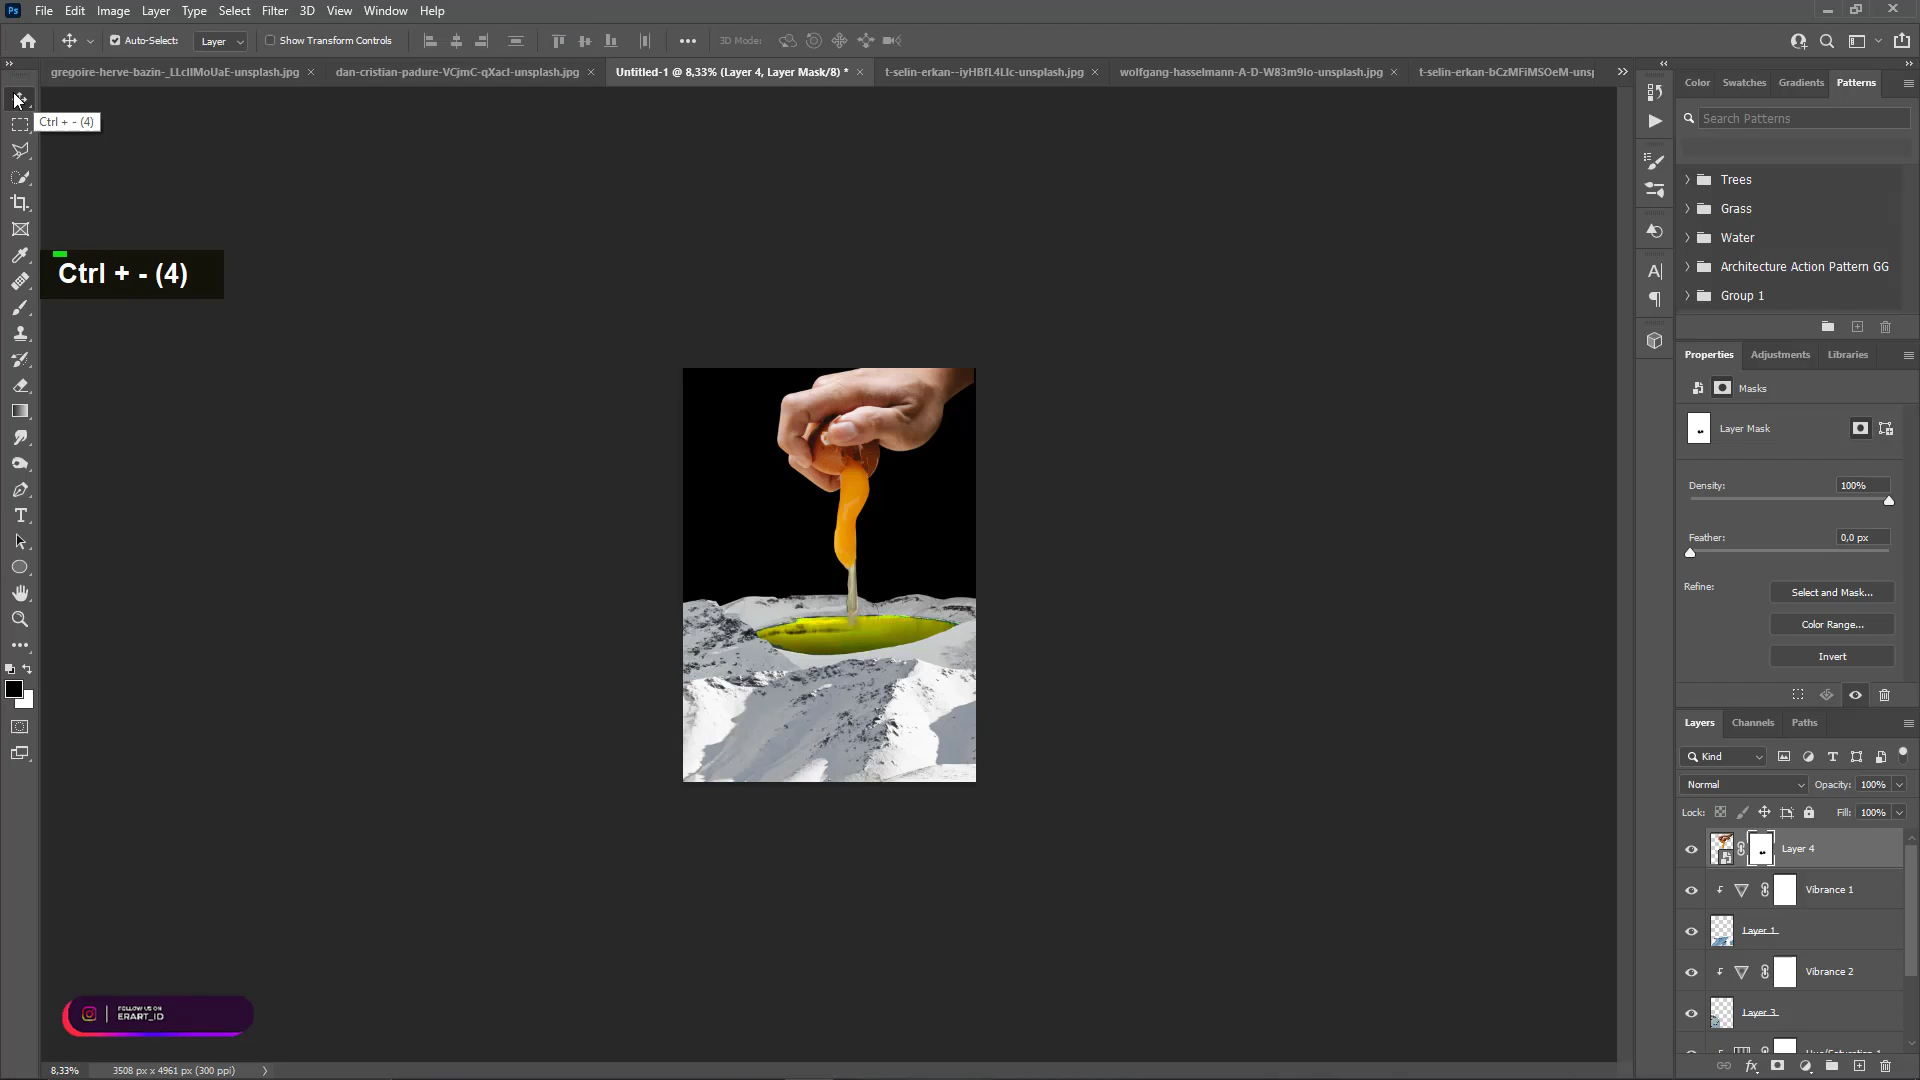 File Edit Image Layer Type Select Filter 3D View Window Help
Auto-Select: Layer Show Transform Controls 3D Mode:
gregoire-herve-bazin-_LLclIMoUaE-unsplash.jpg dan-cristian-padure-VCjmC-qXacI-unsplash.jpg Untitled-1 @ 8,33% (Layer 4, Layer Mask/8) * t-selin-erkan--iyHBfL4LIc-unsplash.jpg wolfgang-hasselmann-A-D-W83m9Io-unsplash.jpg t-selin-erkan-bCzMFiMSOeM-uns
Ctrl + - (4)
Ctrl + - (4)
FOLLOW US ON
ERART_ID
8,33% 3508 px x 4961 px (300 ppi)
Color Swatches Gradients Patterns
Search Patterns
Trees
Grass
Water
Architecture Action Pattern GG
Group 1
Properties Adjustments Libraries
Masks
Layer Mask
Density: 100%
Feather: 0,0 px
Refine: Select and Mask...
Color Range...
Invert
Layers Channels Paths
Kind
Normal Opacity: 100%
Lock: Fill: 100%
Layer 4
Vibrance 1
Layer 1
Vibrance 2
Layer 3
Hue/Saturation 1